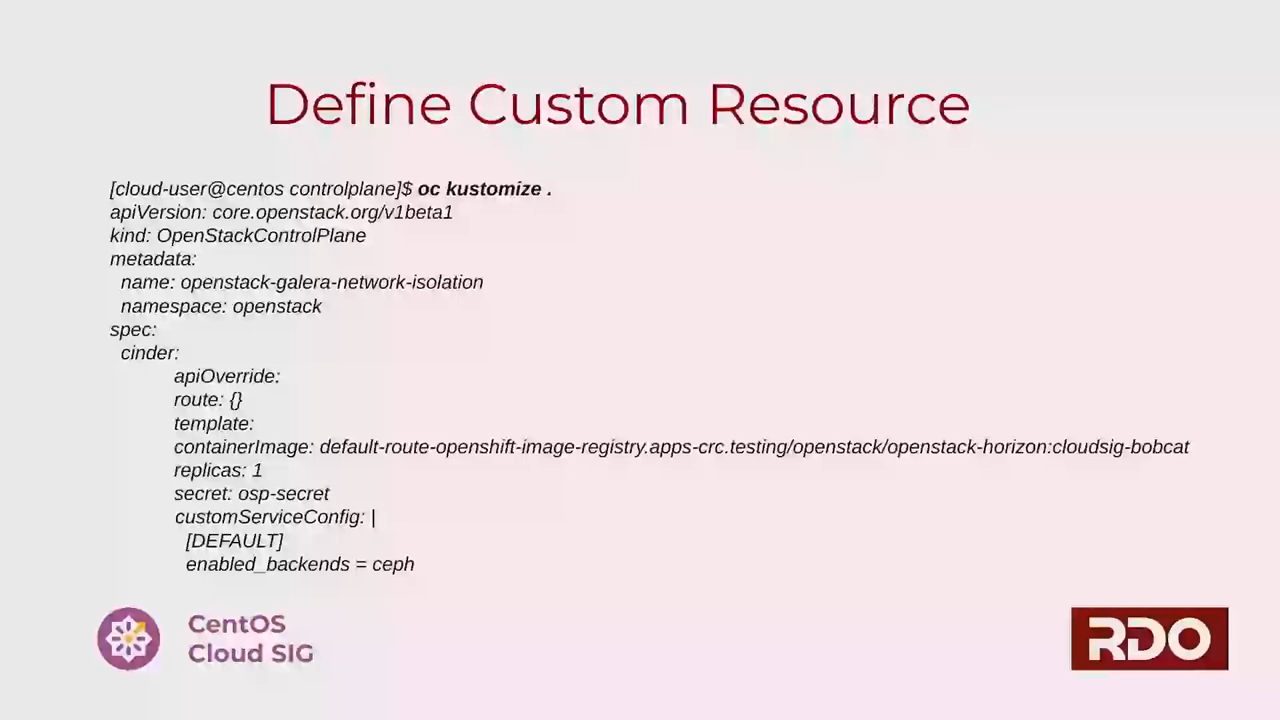 Define Custom Resource
[cloud-user@centos controlplane]$ oc kustomize .
apiVersion: core.openstack.org/v1beta1
kind: OpenStackControlPlane
metadata:
  name: openstack-galera-network-isolation
  namespace: openstack
spec:
  cinder:
        apiOverride:
        route: {}
        template:
        containerImage: default-route-openshift-image-registry.apps-crc.testing/openstack/openstack-horizon:cloudsig-bobcat
        replicas: 1
        secret: osp-secret
        customServiceConfig: |
          [DEFAULT]
          enabled_backends = ceph
CentOS
Cloud SIG
RDO